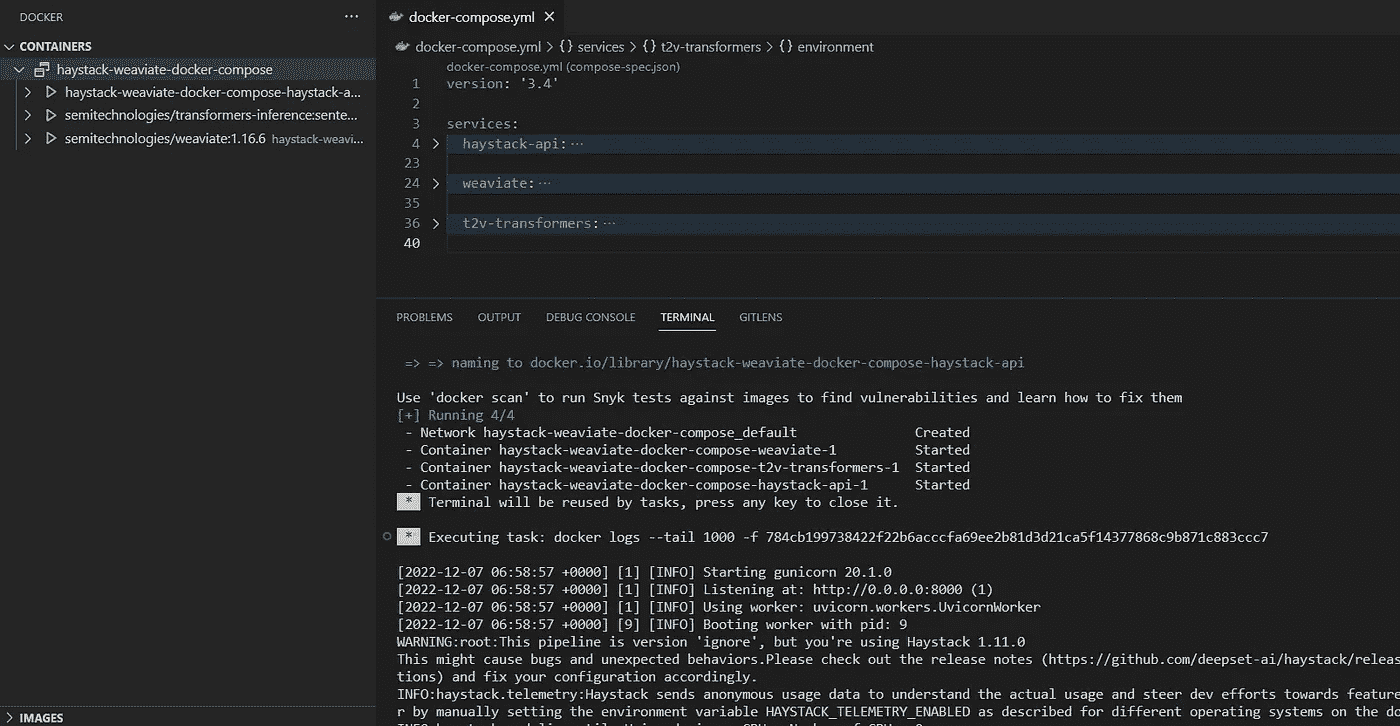 DOCKER ···
CONTAINERS
haystack-weaviate-docker-compose
haystack-weaviate-docker-compose-haystack-a...
semitechnologies/transformers-inference:sente...
semitechnologies/weaviate:1.16.6 haystack-weavi...
IMAGES
docker-compose.yml ×
docker-compose.yml > {} services > {} t2v-transformers > {} environment
docker-compose.yml (compose-spec.json)
1 version: '3.4'
2
3 services:
4 > haystack-api: ···
23
24 > weaviate: ···
35
36 > t2v-transformers: ···
40
PROBLEMS OUTPUT DEBUG CONSOLE TERMINAL GITLENS
=> => naming to docker.io/library/haystack-weaviate-docker-compose-haystack-api
Use 'docker scan' to run Snyk tests against images to find vulnerabilities and learn how to fix them
[+] Running 4/4
- Network haystack-weaviate-docker-compose_default Created
- Container haystack-weaviate-docker-compose-weaviate-1 Started
- Container haystack-weaviate-docker-compose-t2v-transformers-1 Started
- Container haystack-weaviate-docker-compose-haystack-api-1 Started
* Terminal will be reused by tasks, press any key to close it.
* Executing task: docker logs --tail 1000 -f 784cb199738422f22b6acccfa69ee2b81d3d21ca5f14377868c9b871c883ccc7
[2022-12-07 06:58:57 +0000] [1] [INFO] Starting gunicorn 20.1.0
[2022-12-07 06:58:57 +0000] [1] [INFO] Listening at: http://0.0.0.0:8000 (1)
[2022-12-07 06:58:57 +0000] [1] [INFO] Using worker: uvicorn.workers.UvicornWorker
[2022-12-07 06:58:57 +0000] [9] [INFO] Booting worker with pid: 9
WARNING:root:This pipeline is version 'ignore', but you're using Haystack 1.11.0
This might cause bugs and unexpected behaviors.Please check out the release notes (https://github.com/deepset-ai/haystack/releas
tions) and fix your configuration accordingly.
INFO:haystack.telemetry:Haystack sends anonymous usage data to understand the actual usage and steer dev efforts towards feature
r by manually setting the environment variable HAYSTACK_TELEMETRY_ENABLED as described for different operating systems on the d